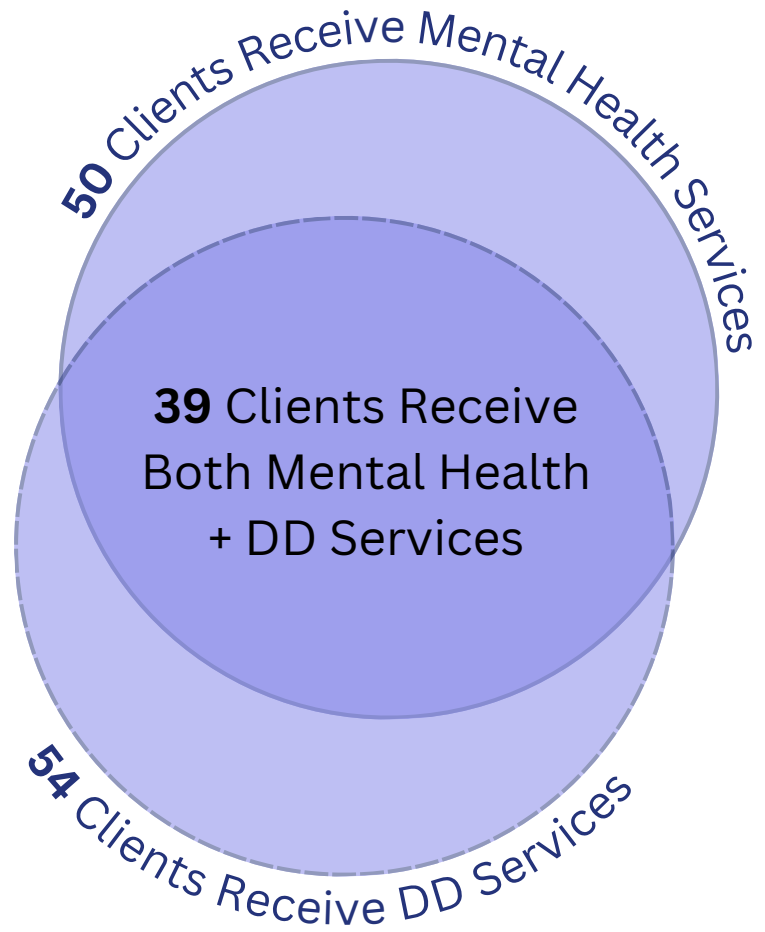 50 Clients Receive Mental Health Services
39 Clients Receive
Both Mental Health
+ DD Services
54 Clients Receive DD Services